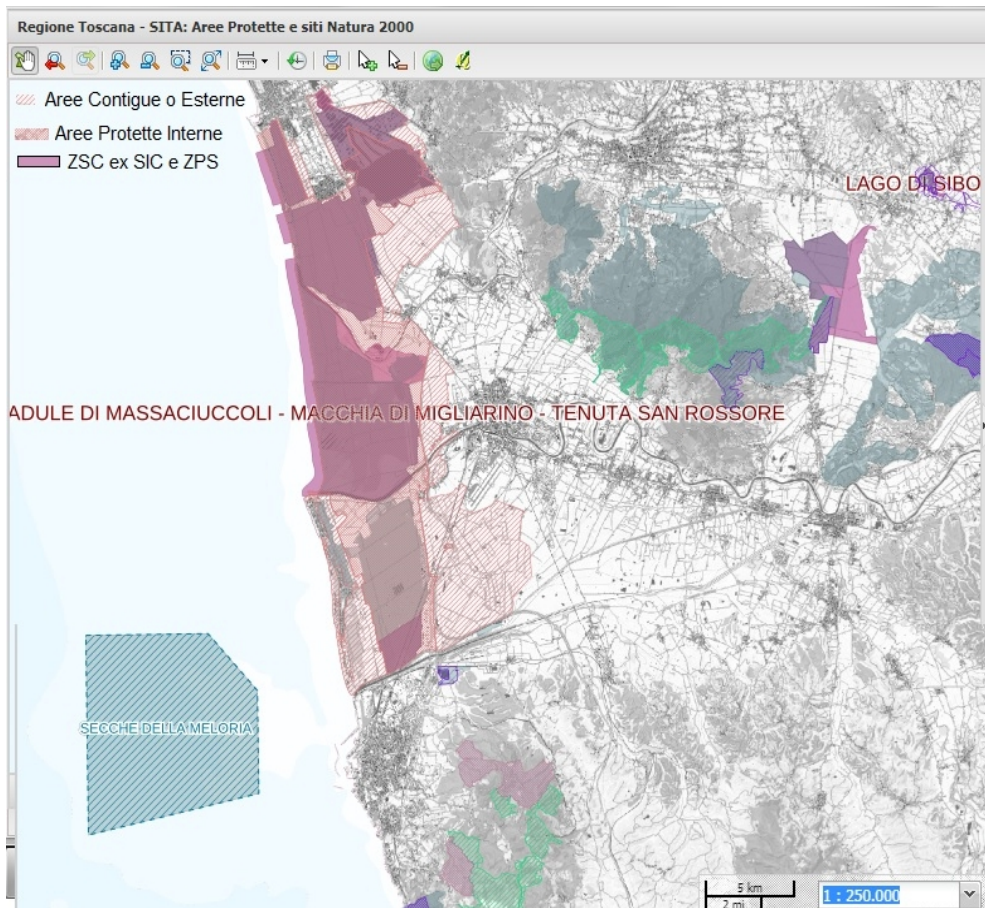 Regione Toscana - SITA: Aree Protette e siti Natura 2000
Aree Contigue o Esterne
Aree Protette Interne
ZSC ex SIC e ZPS
LAGO DI SIBO
ADULE DI MASSACIUCCOLI - MACCHIA DI MIGLIARINO - TENUTA SAN ROSSORE
SECCHE DELLA MELORIA
5 km
2 mi
1 : 250.000